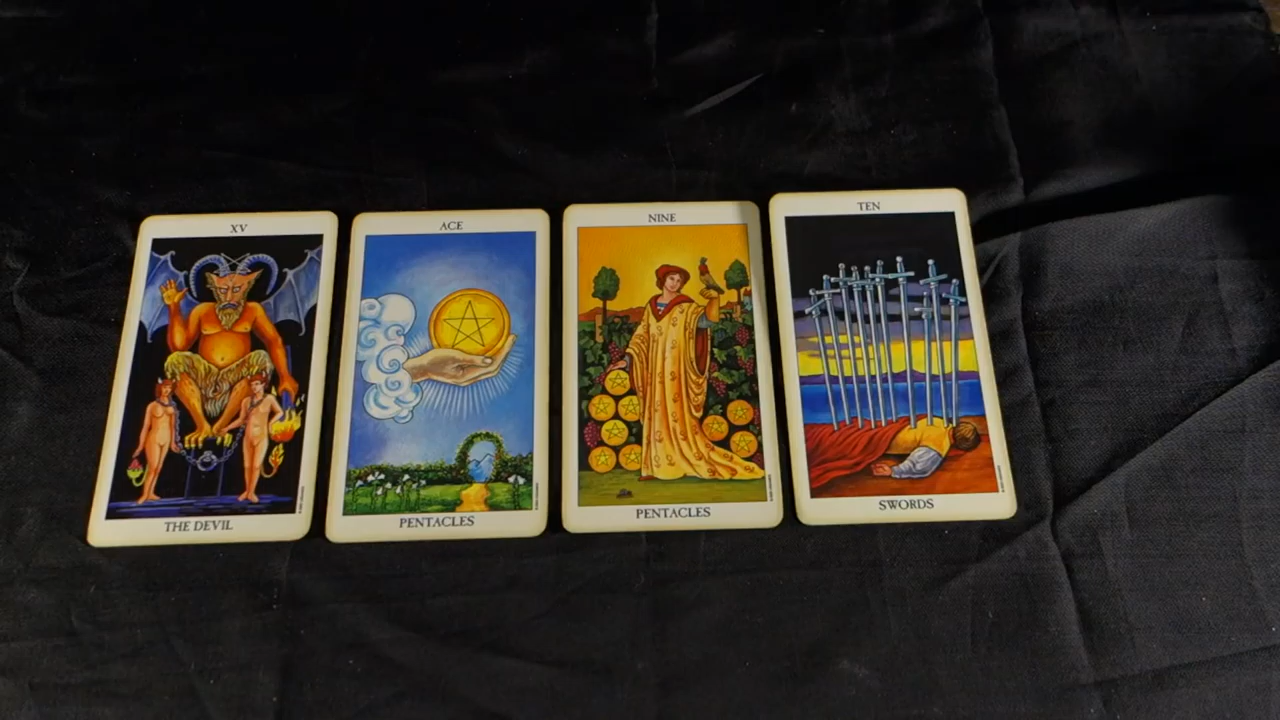 XV
THE DEVIL
ACE
PENTACLES
NINE
PENTACLES
TEN
SWORDS